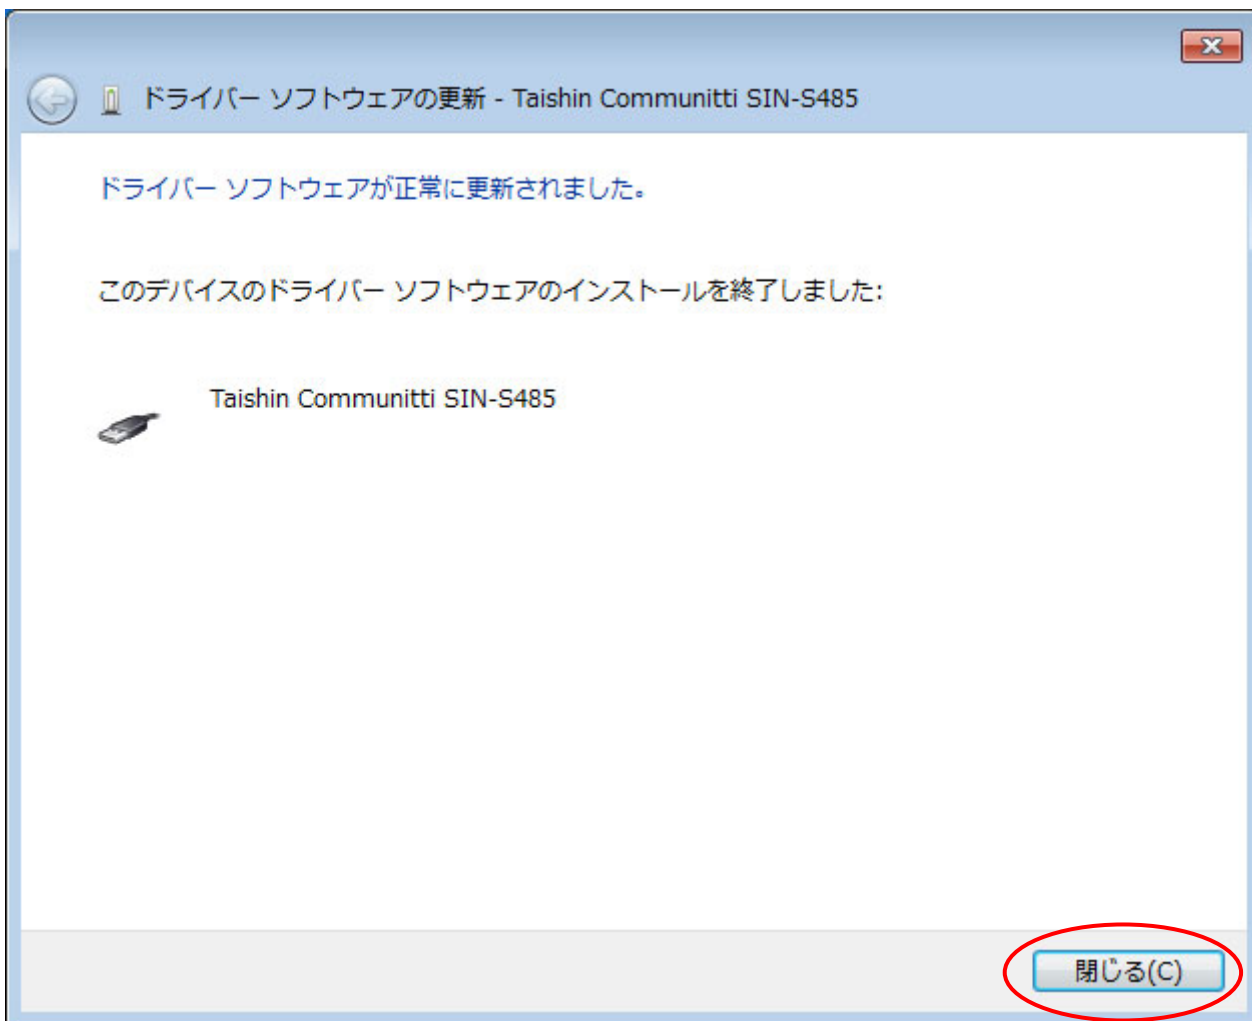 ドライバー ソフトウェアの更新 - Taishin Communitti SIN-S485
ドライバー ソフトウェアが正常に更新されました。
このデバイスのドライバー ソフトウェアのインストールを終了しました:
Taishin Communitti SIN-S485
閉じる(C)